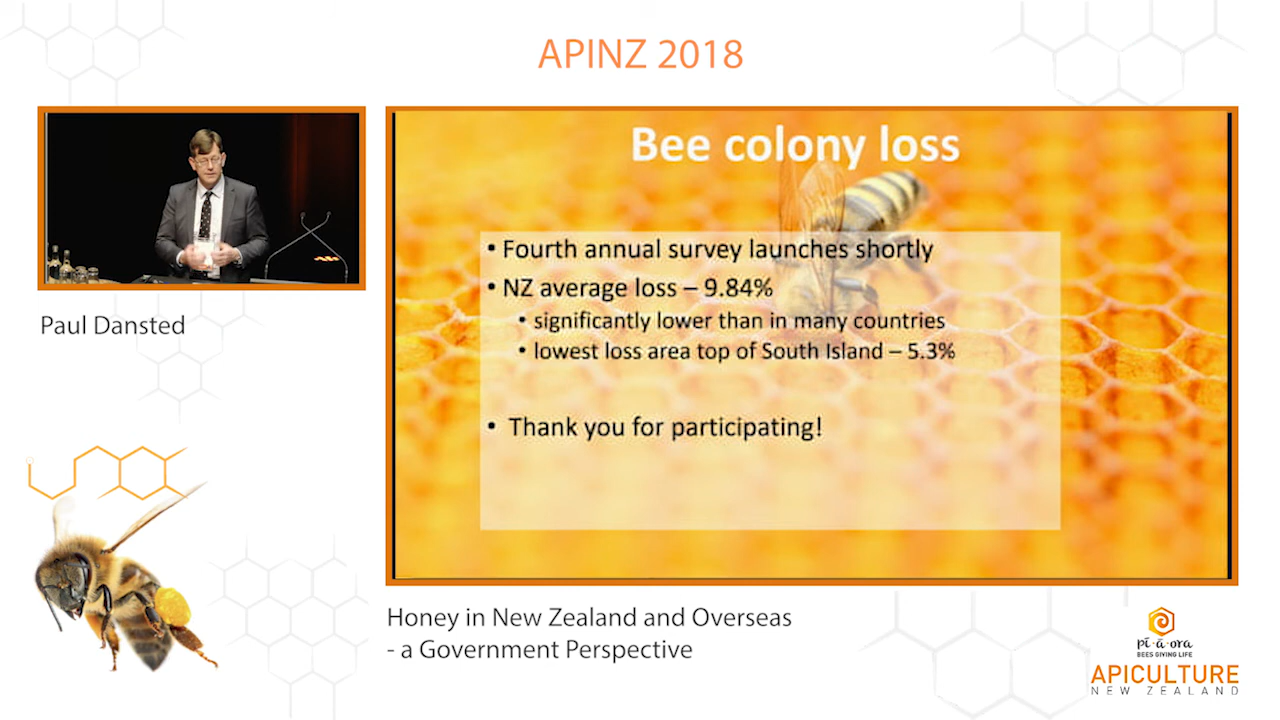 APINZ 2018
Bee colony loss
• Fourth annual survey launches shortly
• NZ average loss – 9.84%
• significantly lower than in many countries
• lowest loss area top of South Island – 5.3%
• Thank you for participating!
Paul Dansted
Honey in New Zealand and Overseas
- a Government Perspective
pī-ā-ora
BEES GIVING LIFE
APICULTURE
NEW ZEALAND